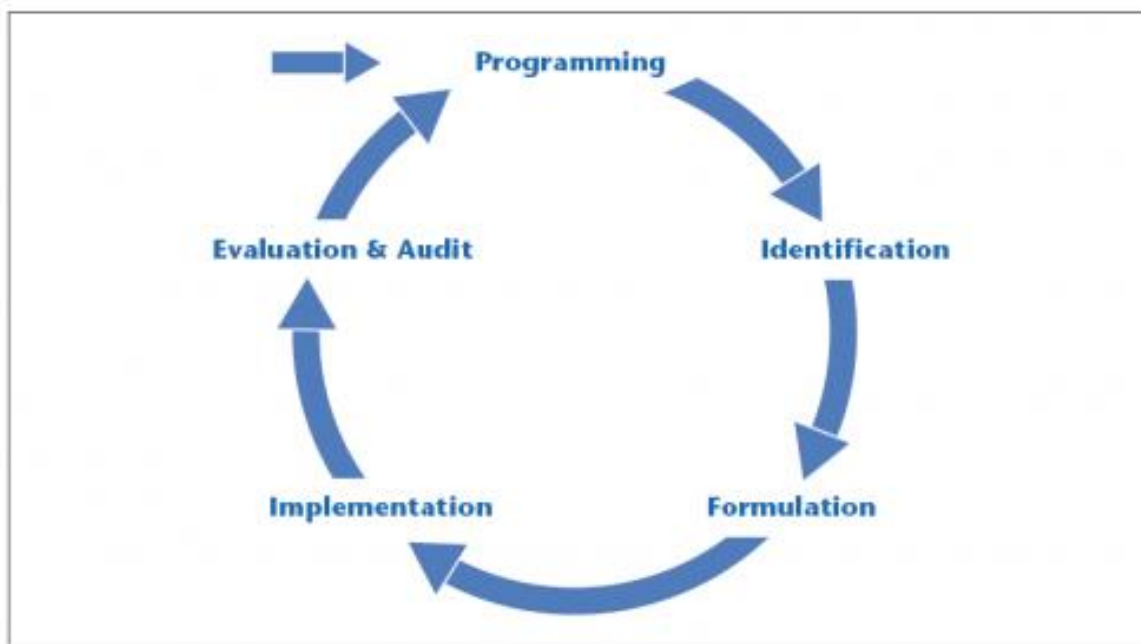 Programming
Identification
Formulation
Implementation
Evaluation & Audit